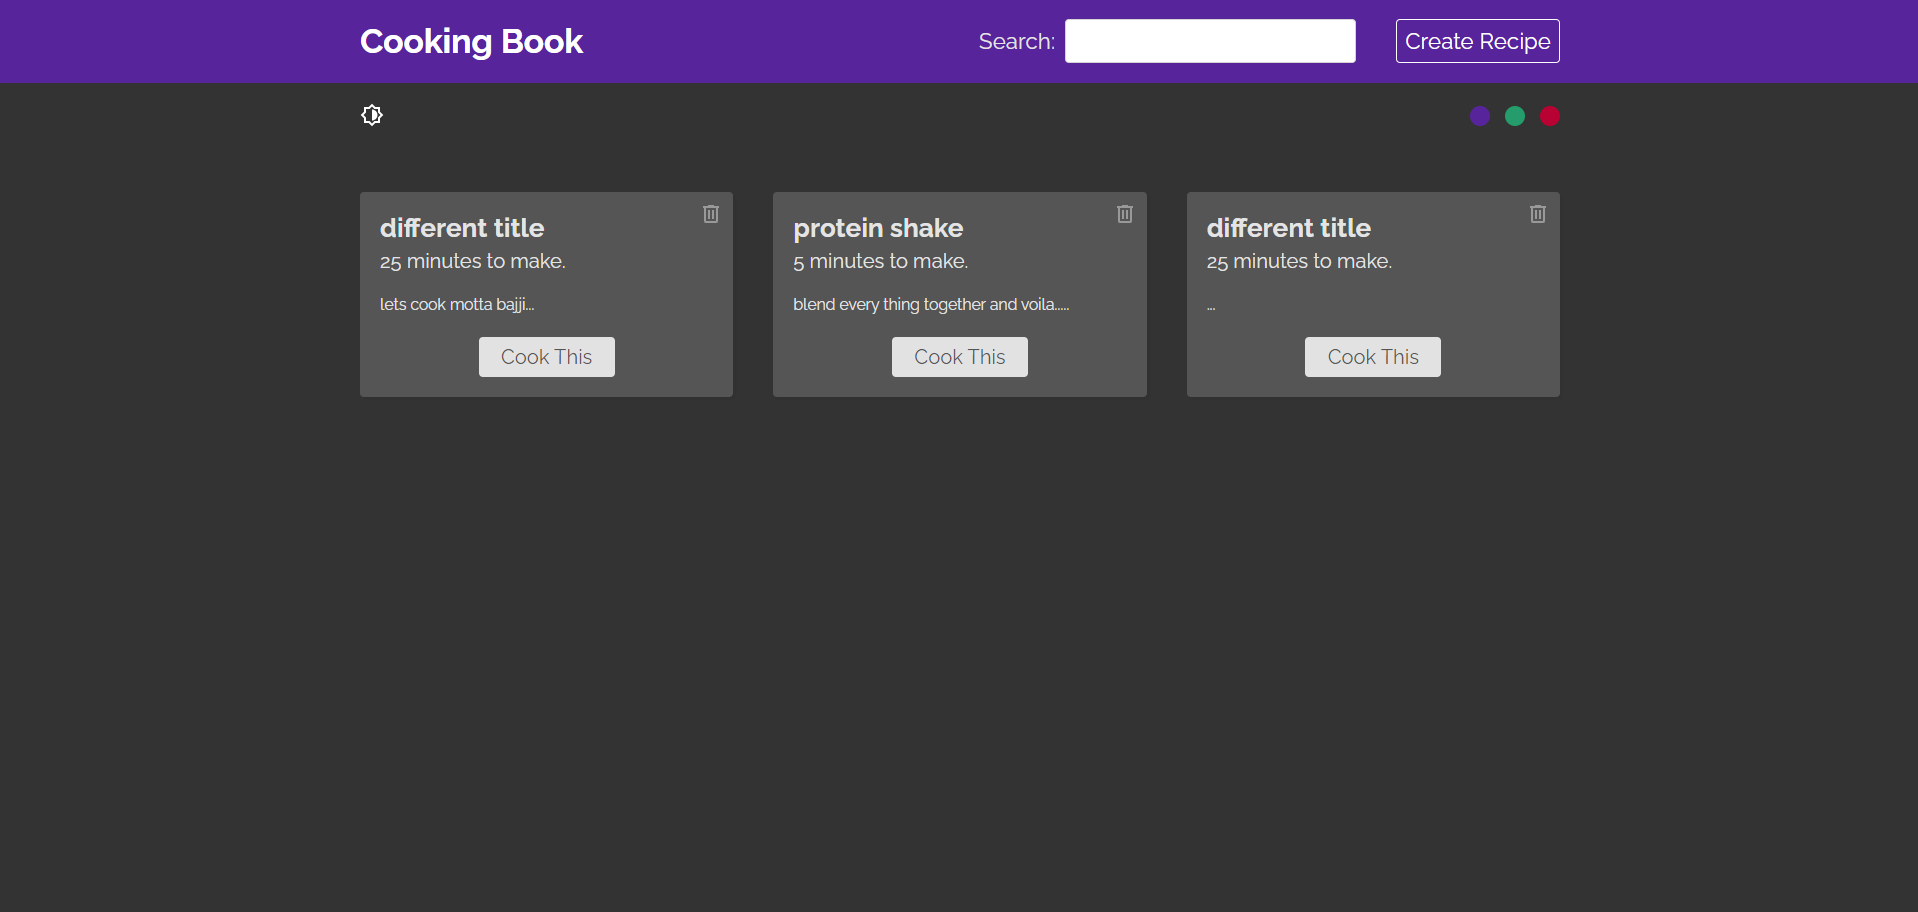 Cooking Book
Search:
Create Recipe
different title
25 minutes to make.
lets cook motta bajji...
Cook This
protein shake
5 minutes to make.
blend every thing together and voila.....
Cook This
different title
25 minutes to make.
...
Cook This